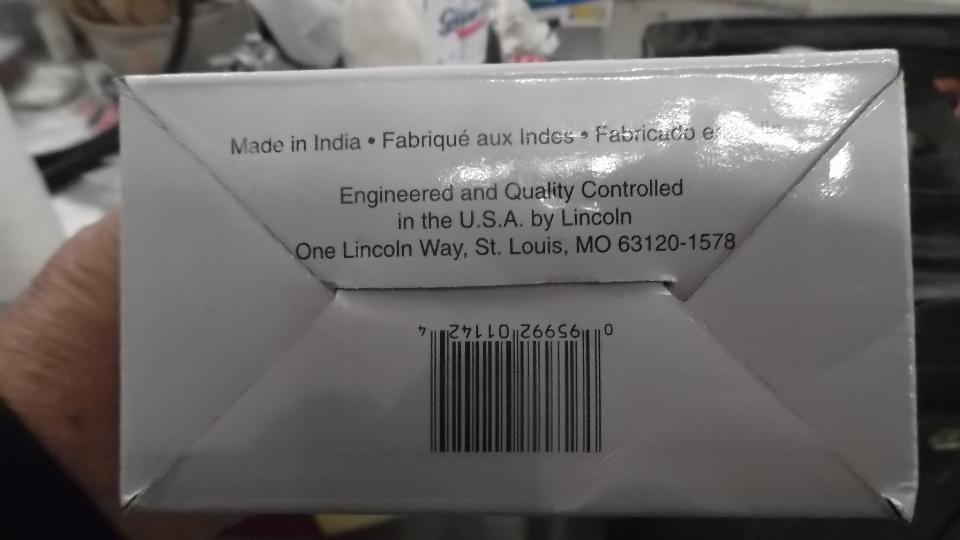 Made in India • Fabriqué aux Indes • Fabricado
Engineered and Quality Controlled
in the U.S.A. by Lincoln
One Lincoln Way, St. Louis, MO 63120-1578
0 95992 01142 4